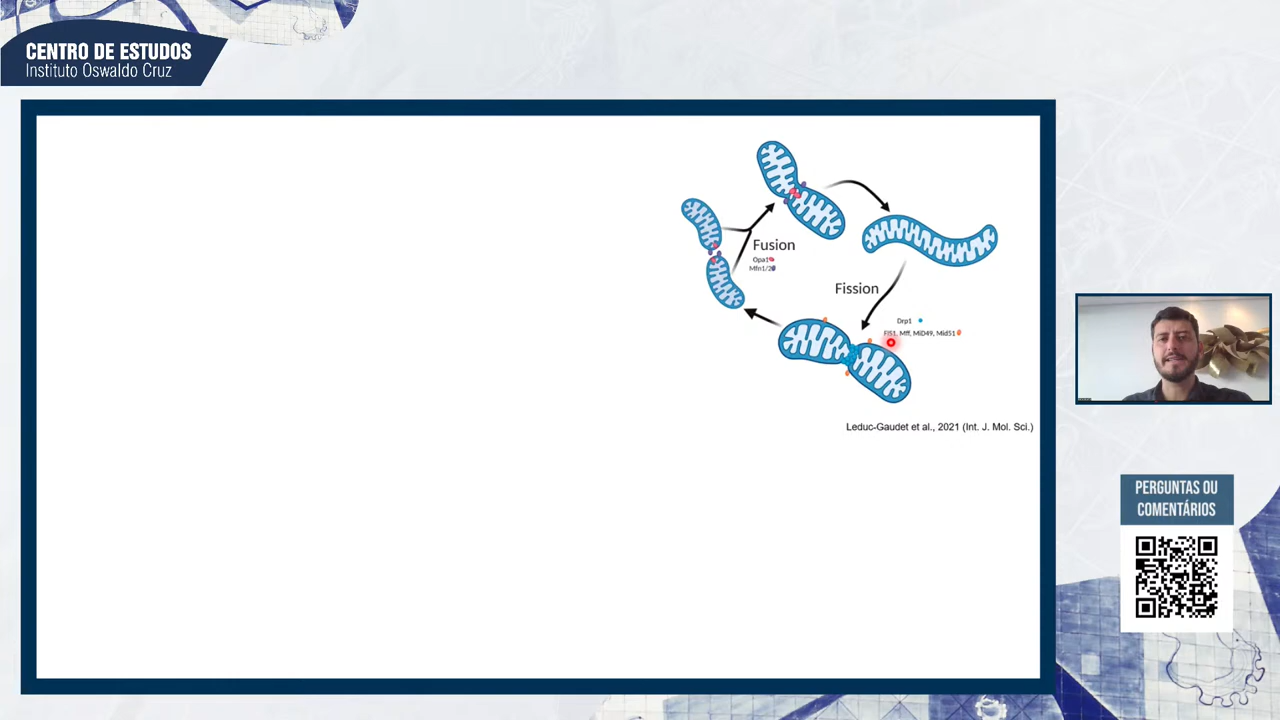 CENTRO DE ESTUDOS
Instituto Oswaldo Cruz
Fusion
Opa1
Mfn1/2
Fission
Drp1
FIS1, Mff, MiD49, Mid51
Leduc-Gaudet et al., 2021 (Int. J. Mol. Sci.)
PERGUNTAS OU
COMENTÁRIOS